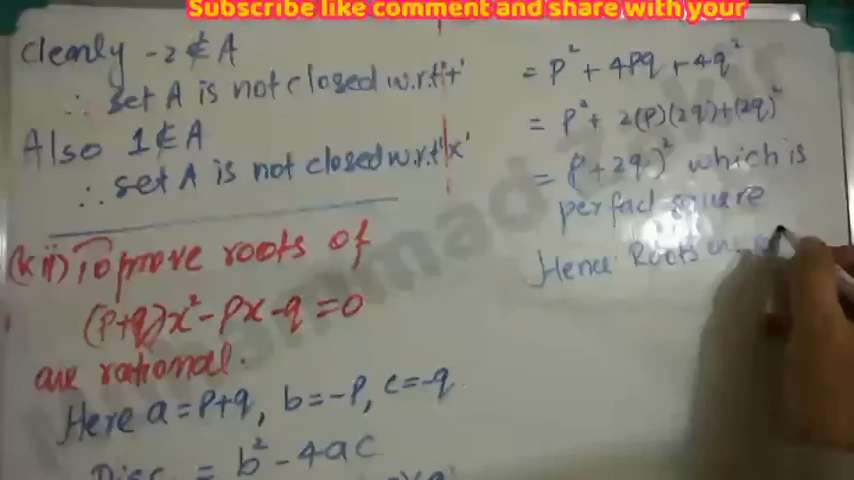 Subscribe like comment and share with your
clearly -2 ∉ A
∴ set A is not closed w.r.t '+'
Also 1 ∉ A
∴ set A is not closed w.r.t 'x'
(xii) To prove roots of
(P+q)x² - Px - q = 0
are rational.
Here a = P+q, b = -P, c = -q
Disc = b² - 4ac
= P² + 4Pq + 4q²
= P² + 2(P)(2q) + (2q)²
= (P + 2q)² which is
perfact square
Hence Roots